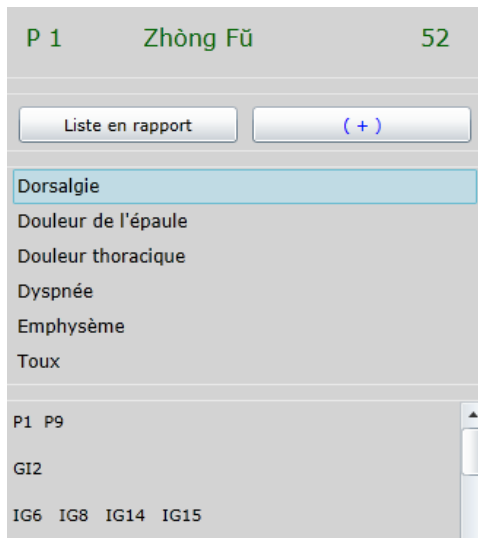 P 1 Zhòng Fŭ 52
Liste en rapport ( + )
Dorsalgie
Douleur de l'épaule
Douleur thoracique
Dyspnée
Emphysème
Toux
P1 P9
GI2
IG6 IG8 IG14 IG15